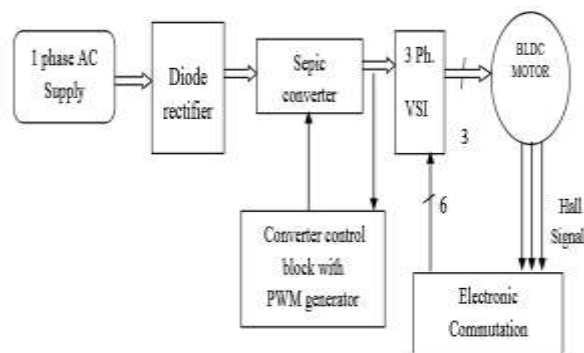 1 phase AC
Supply
Diode
rectifier
Sepic
converter
3 Ph.
VSI
BLDC
MOTOR
3
6
Hall
Signal
Converter control
block with
PWM generator
Electronic
Commutation